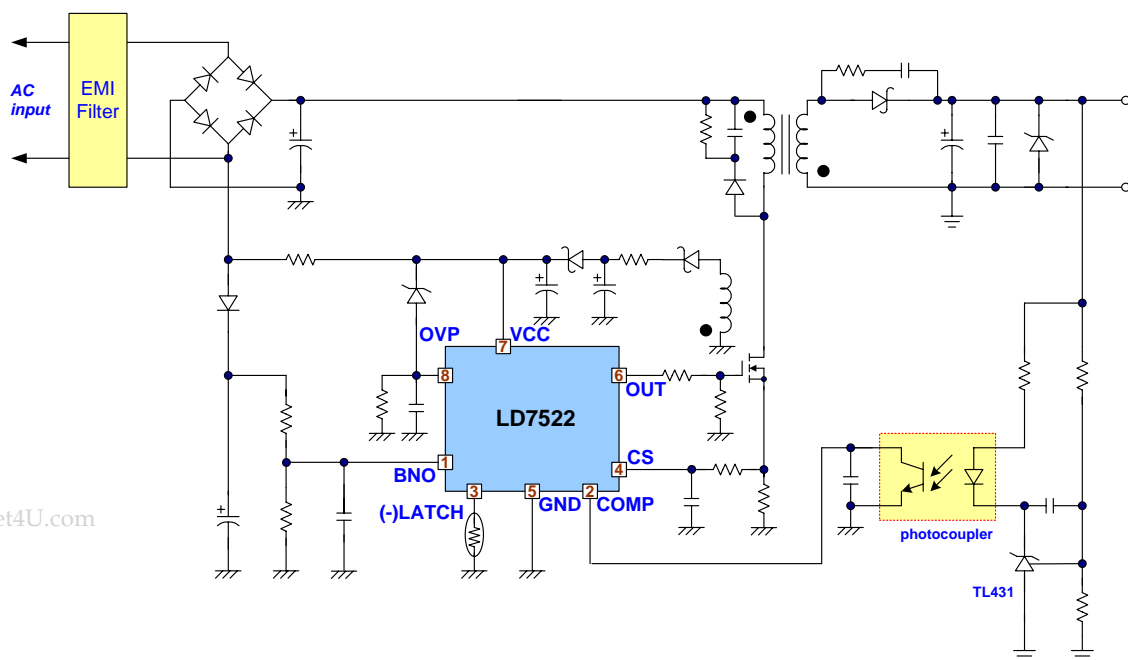 AC
input
EMI
Filter
OVP
VCC
7
8
6
OUT
LD7522
1
BNO
CS
4
3
5
2
(-)LATCH
GND
COMP
et4U.com
photocoupler
TL431
+
+
+
+
+